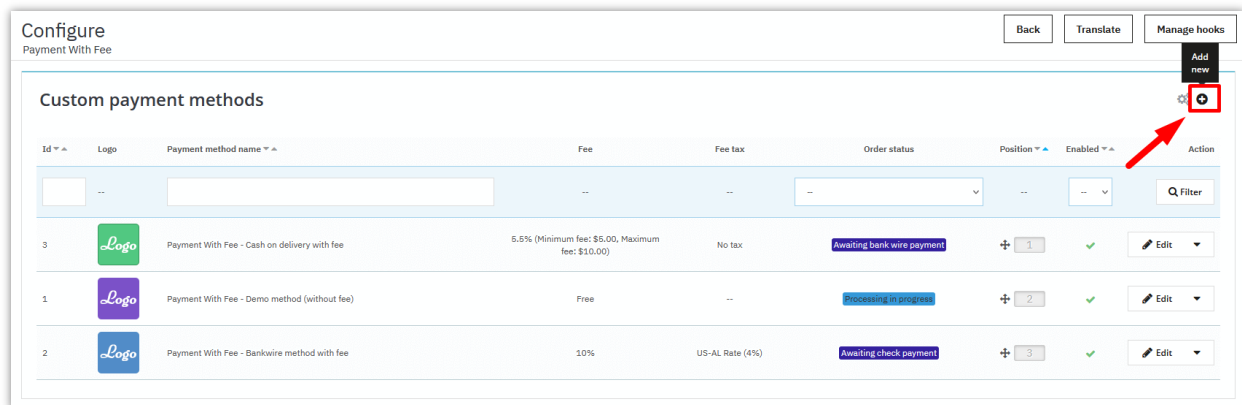 Configure
Payment With Fee
Back
Translate
Manage hooks
Add
new
Custom payment methods
Id
Logo
Payment method name
Fee
Fee tax
Order status
Position
Enabled
Action
--
--
--
--
--
--
Filter
3
Logo
Payment With Fee - Cash on delivery with fee
5.5% (Minimum fee: $5.00, Maximum
fee: $10.00)
No tax
Awaiting bank wire payment
1
Edit
1
Logo
Payment With Fee - Demo method (without fee)
Free
--
Processing in progress
2
Edit
2
Logo
Payment With Fee - Bankwire method with fee
10%
US-AL Rate (4%)
Awaiting check payment
3
Edit